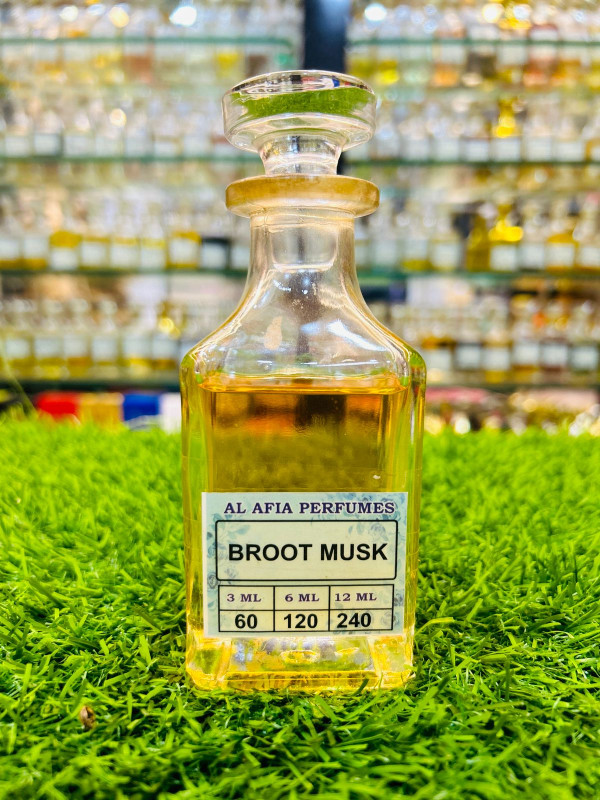 AL AFIA PERFUMES
BROOT MUSK
3 ML 6 ML 12 ML
60 120 240